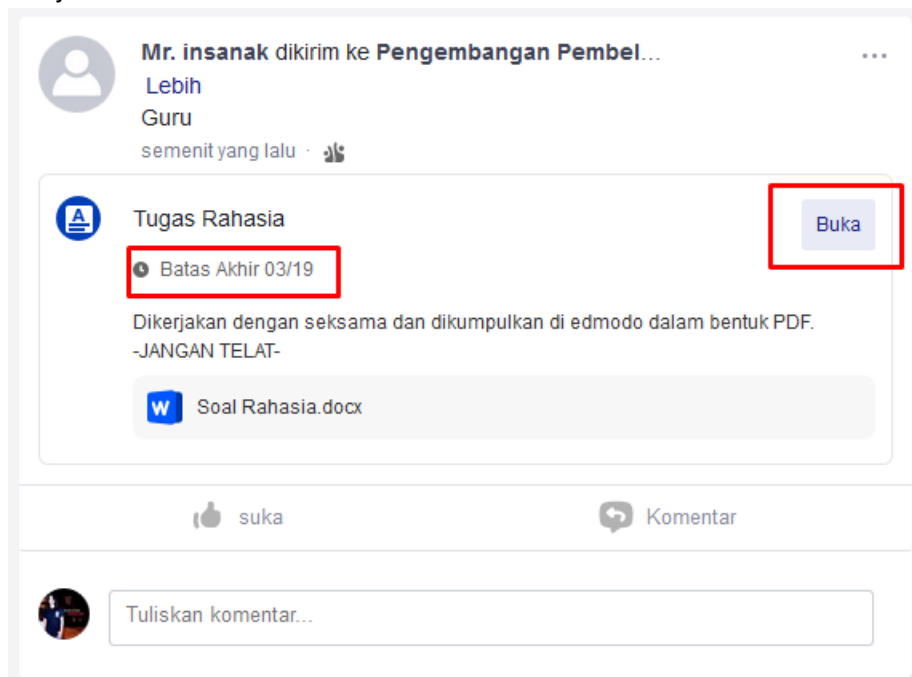 Mr. insanak dikirim ke Pengembangan Pembel...
Lebih
Guru
semenit yang lalu ·
Tugas Rahasia
Buka
Batas Akhir 03/19
Dikerjakan dengan seksama dan dikumpulkan di edmodo dalam bentuk PDF.
-JANGAN TELAT-
W Soal Rahasia.docx
suka
Komentar
Tuliskan komentar...